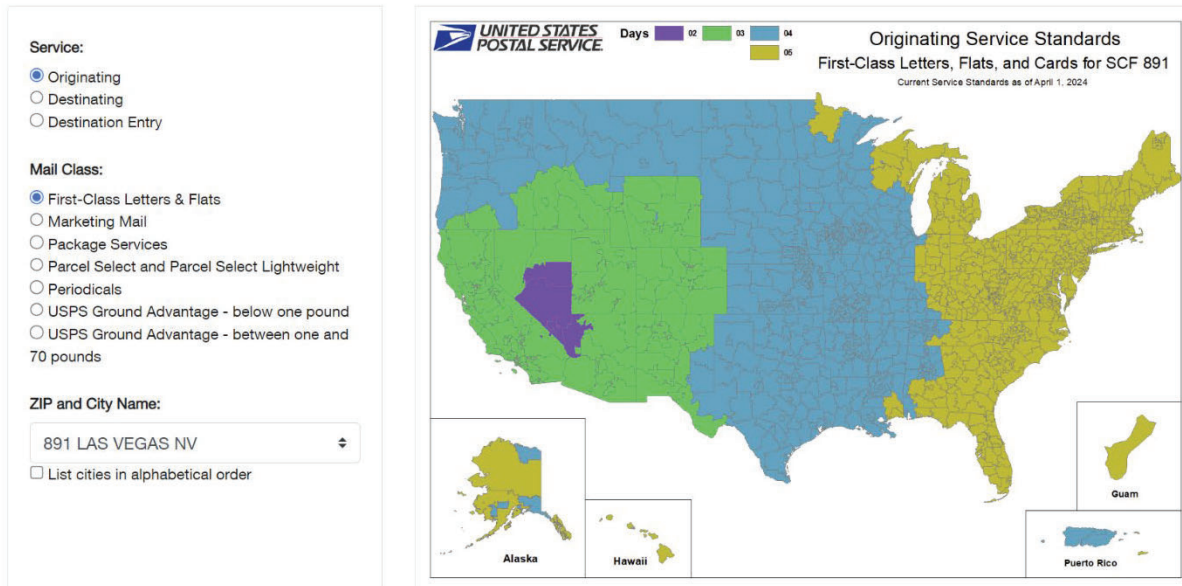 Service:
Originating
Destinating
Destination Entry
Mail Class:
First-Class Letters & Flats
Marketing Mail
Package Services
Parcel Select and Parcel Select Lightweight
Periodicals
USPS Ground Advantage - below one pound
USPS Ground Advantage - between one and
70 pounds
ZIP and City Name:
891 LAS VEGAS NV
List cities in alphabetical order
UNITED STATES
POSTAL SERVICE.
Days 02 03 04
05
Originating Service Standards
First-Class Letters, Flats, and Cards for SCF 891
Current Service Standards as of April 1, 2024
Alaska
Hawaii
Guam
Puerto Rico